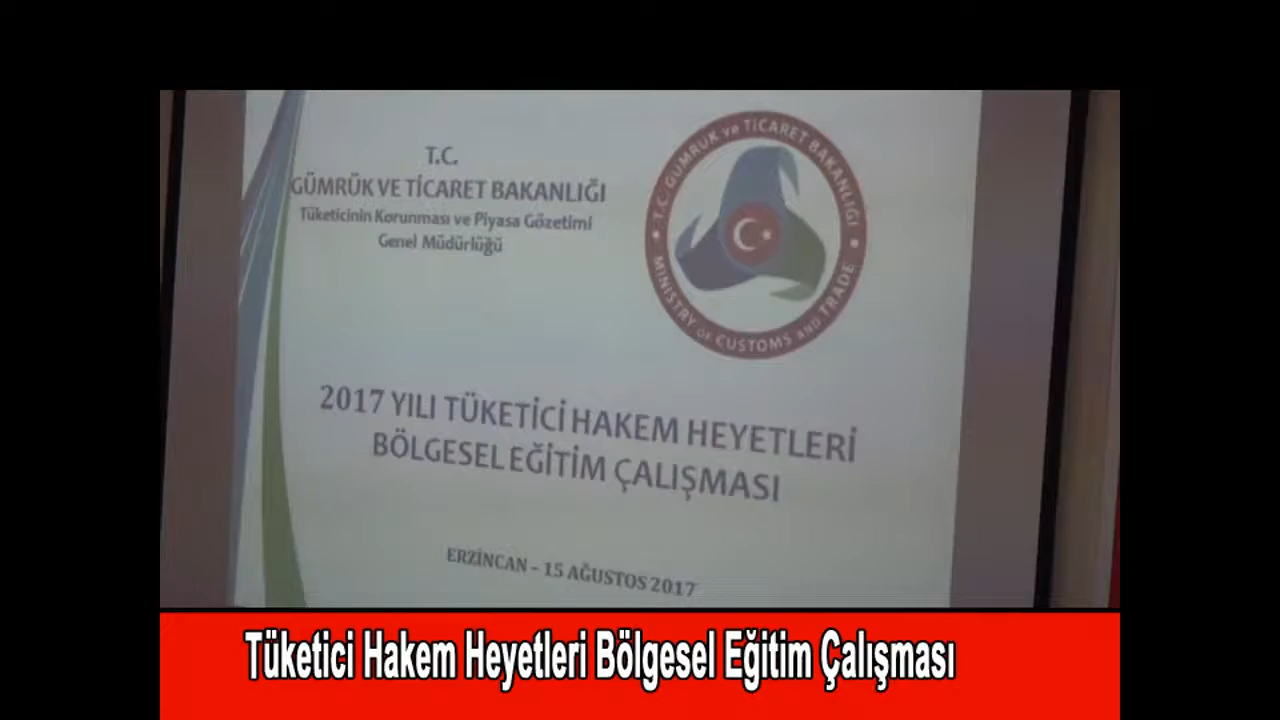 T.C.
GÜMRÜK VE TİCARET BAKANLIĞI
Tüketicinin Korunması ve Piyasa Gözetimi
Genel Müdürlüğü
T.C. GÜMRÜK ve TİCARET BAKANLIĞI
MINISTRY OF CUSTOMS AND TRADE
2017 YILI TÜKETİCİ HAKEM HEYETLERİ
BÖLGESEL EĞİTİM ÇALIŞMASI
ERZİNCAN – 15 AĞUSTOS 2017
Tüketici Hakem Heyetleri Bölgesel Eğitim Çalışması